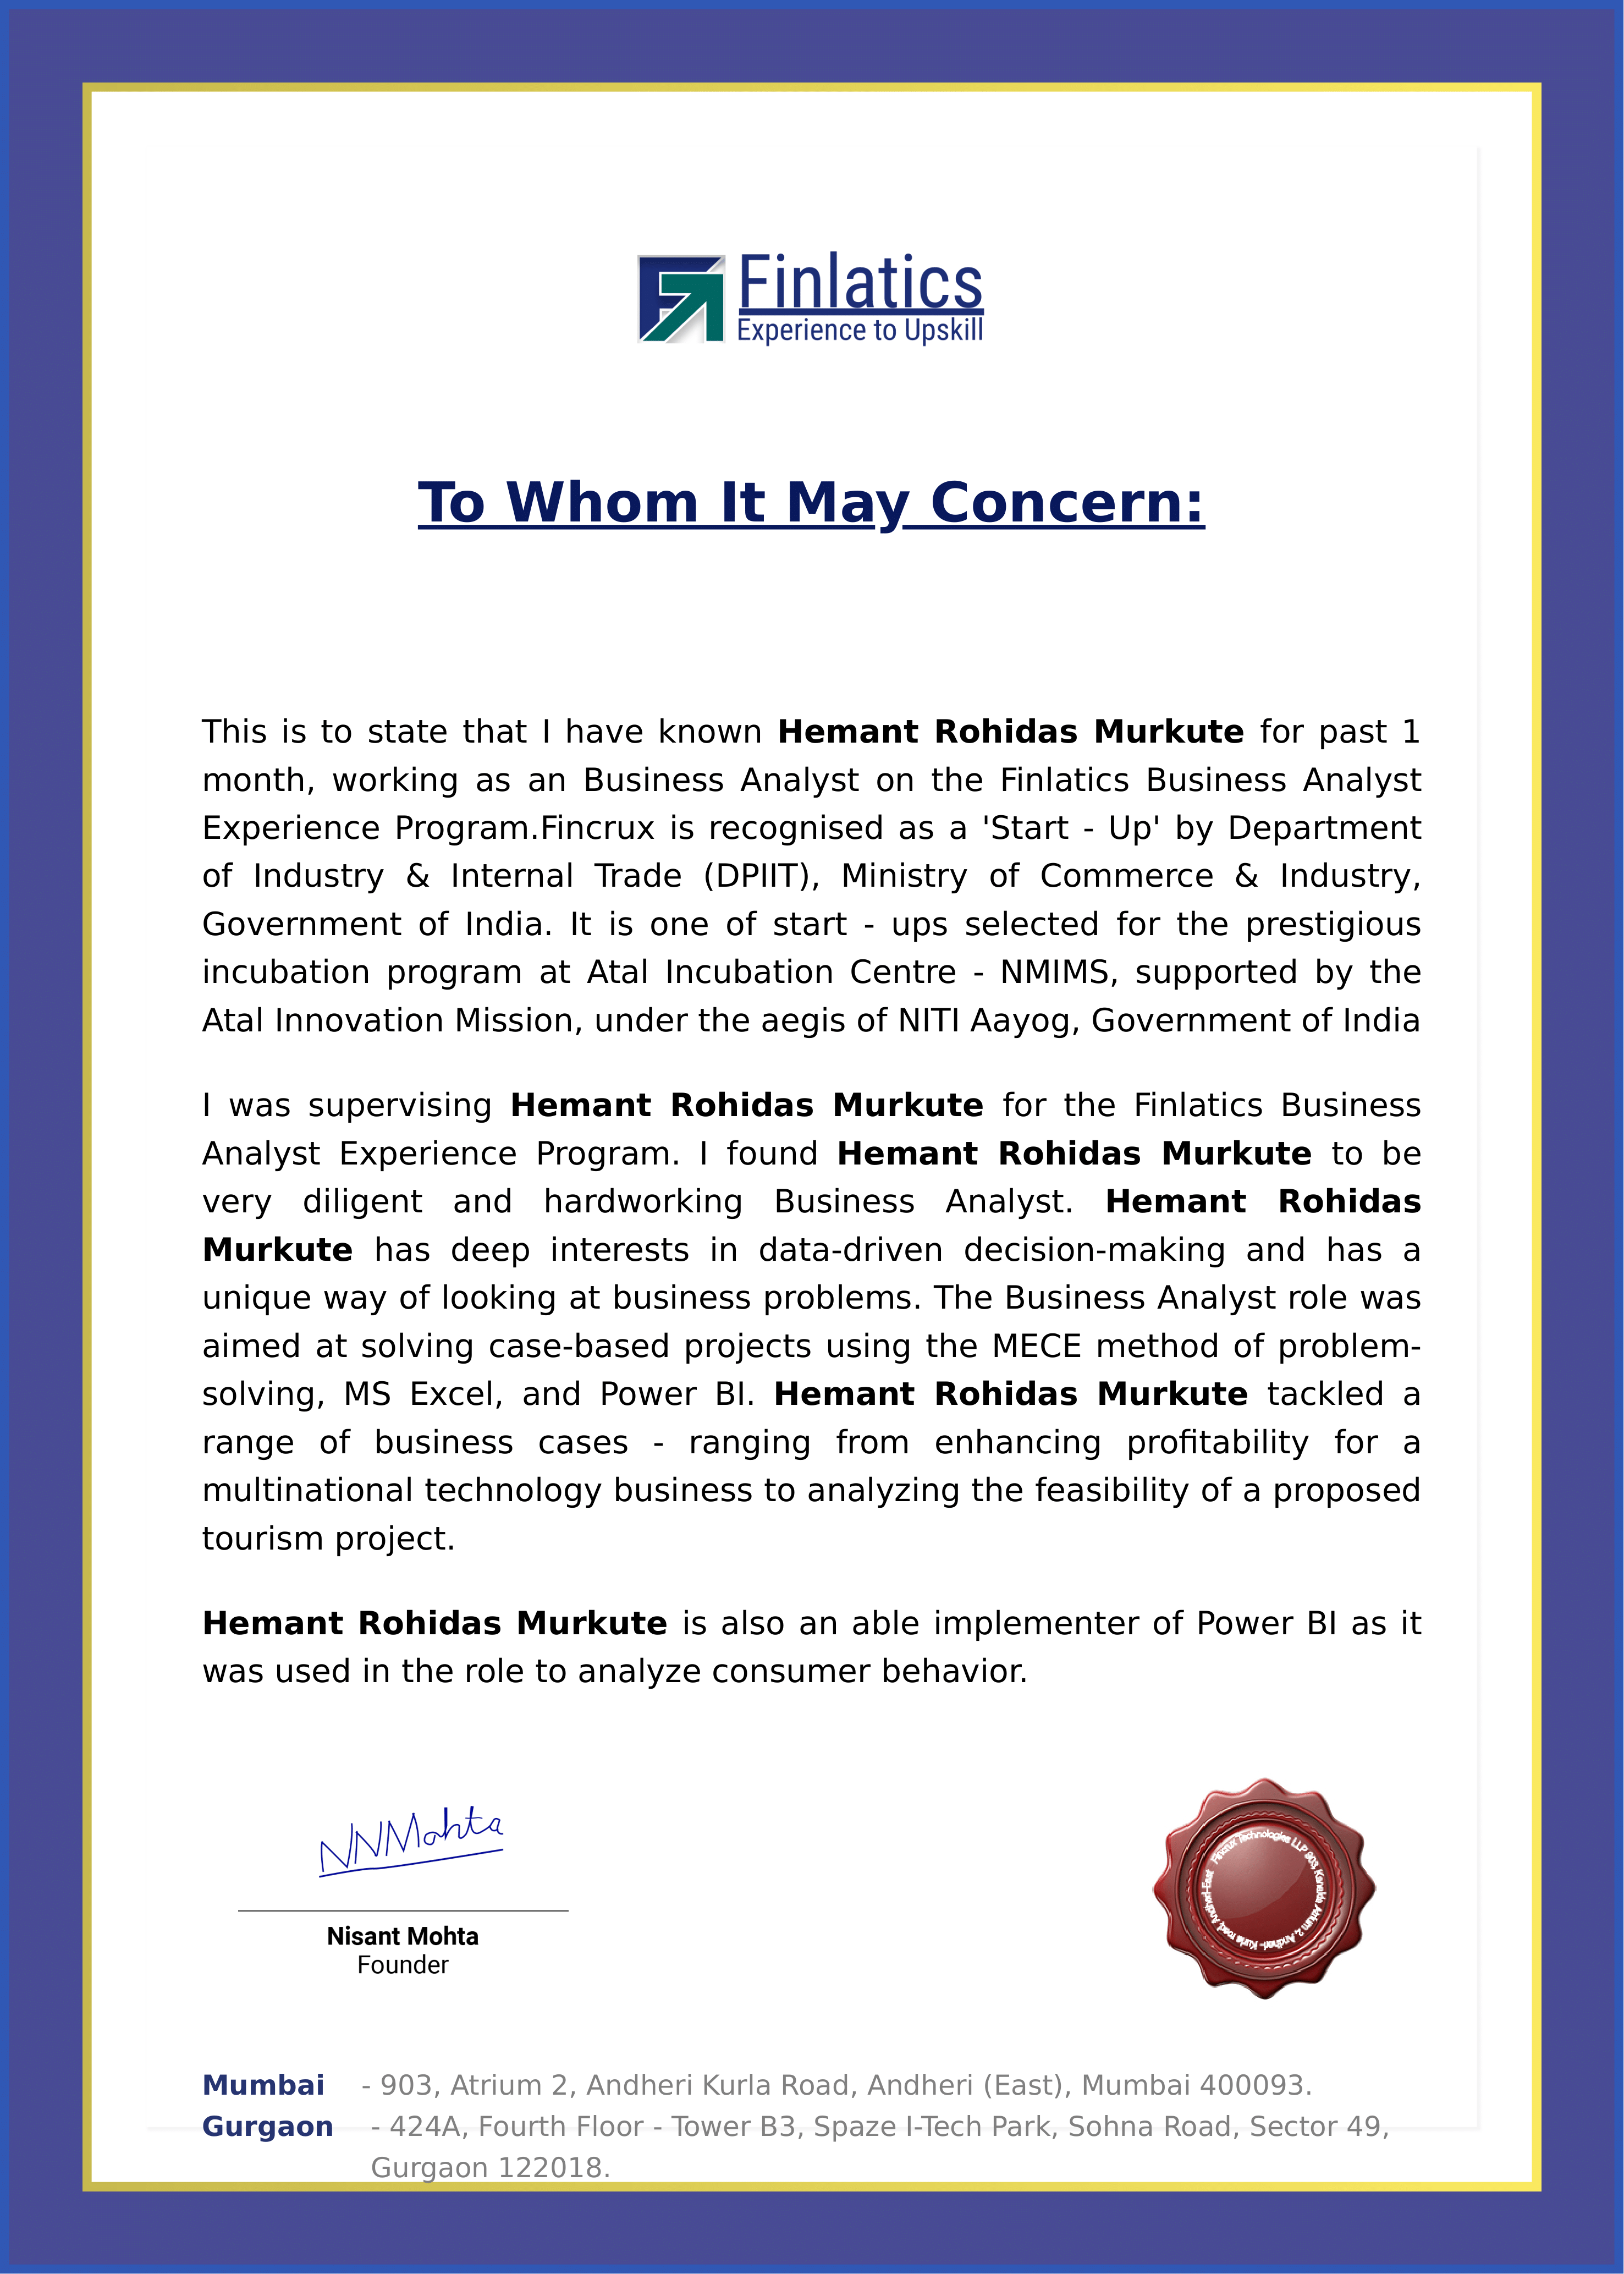 Finlatics
Experience to Upskill
To Whom It May Concern:
This is to state that I have known Hemant Rohidas Murkute for past 1
month, working as an Business Analyst on the Finlatics Business Analyst
Experience Program.Fincrux is recognised as a 'Start - Up' by Department
of Industry & Internal Trade (DPIIT), Ministry of Commerce & Industry,
Government of India. It is one of start - ups selected for the prestigious
incubation program at Atal Incubation Centre - NMIMS, supported by the
Atal Innovation Mission, under the aegis of NITI Aayog, Government of India
I was supervising Hemant Rohidas Murkute for the Finlatics Business
Analyst Experience Program. I found Hemant Rohidas Murkute to be
very diligent and hardworking Business Analyst. Hemant Rohidas
Murkute has deep interests in data-driven decision-making and has a
unique way of looking at business problems. The Business Analyst role was
aimed at solving case-based projects using the MECE method of problem-
solving, MS Excel, and Power BI. Hemant Rohidas Murkute tackled a
range of business cases - ranging from enhancing profitability for a
multinational technology business to analyzing the feasibility of a proposed
tourism project.
Hemant Rohidas Murkute is also an able implementer of Power BI as it
was used in the role to analyze consumer behavior.
NNMohta
Nisant Mohta
Founder
Fincrux Technologies LLP 903, Kanakia Atrium 2, Andheri- Kurla road, Andheri-East
Mumbai - 903, Atrium 2, Andheri Kurla Road, Andheri (East), Mumbai 400093.
Gurgaon - 424A, Fourth Floor - Tower B3, Spaze I-Tech Park, Sohna Road, Sector 49,
Gurgaon 122018.